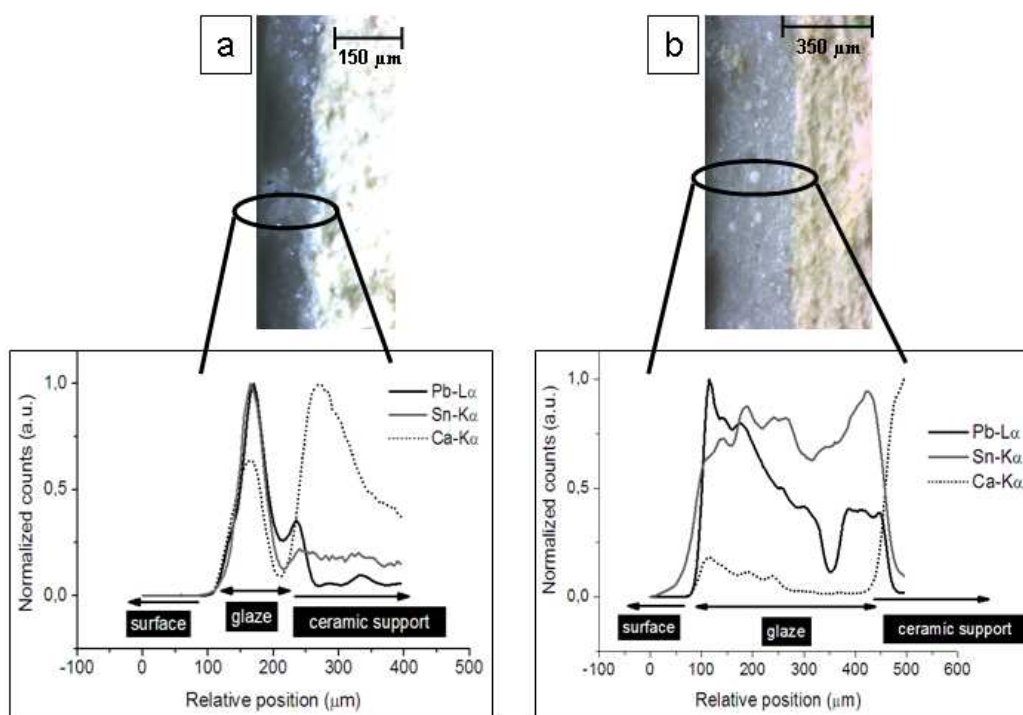 a
150 µm
b
350 µm
Normalized counts (a.u.)
1,0
0,5
0,0
Pb-Lα
Sn-Kα
Ca-Kα
surface
glaze
ceramic support
-100 0 100 200 300 400 500
Relative position (µm)
Normalized counts (a.u.)
1,0
0,5
0,0
Pb-Lα
Sn-Kα
Ca-Kα
surface
glaze
ceramic support
-100 0 100 200 300 400 500 600
Relative position (µm)